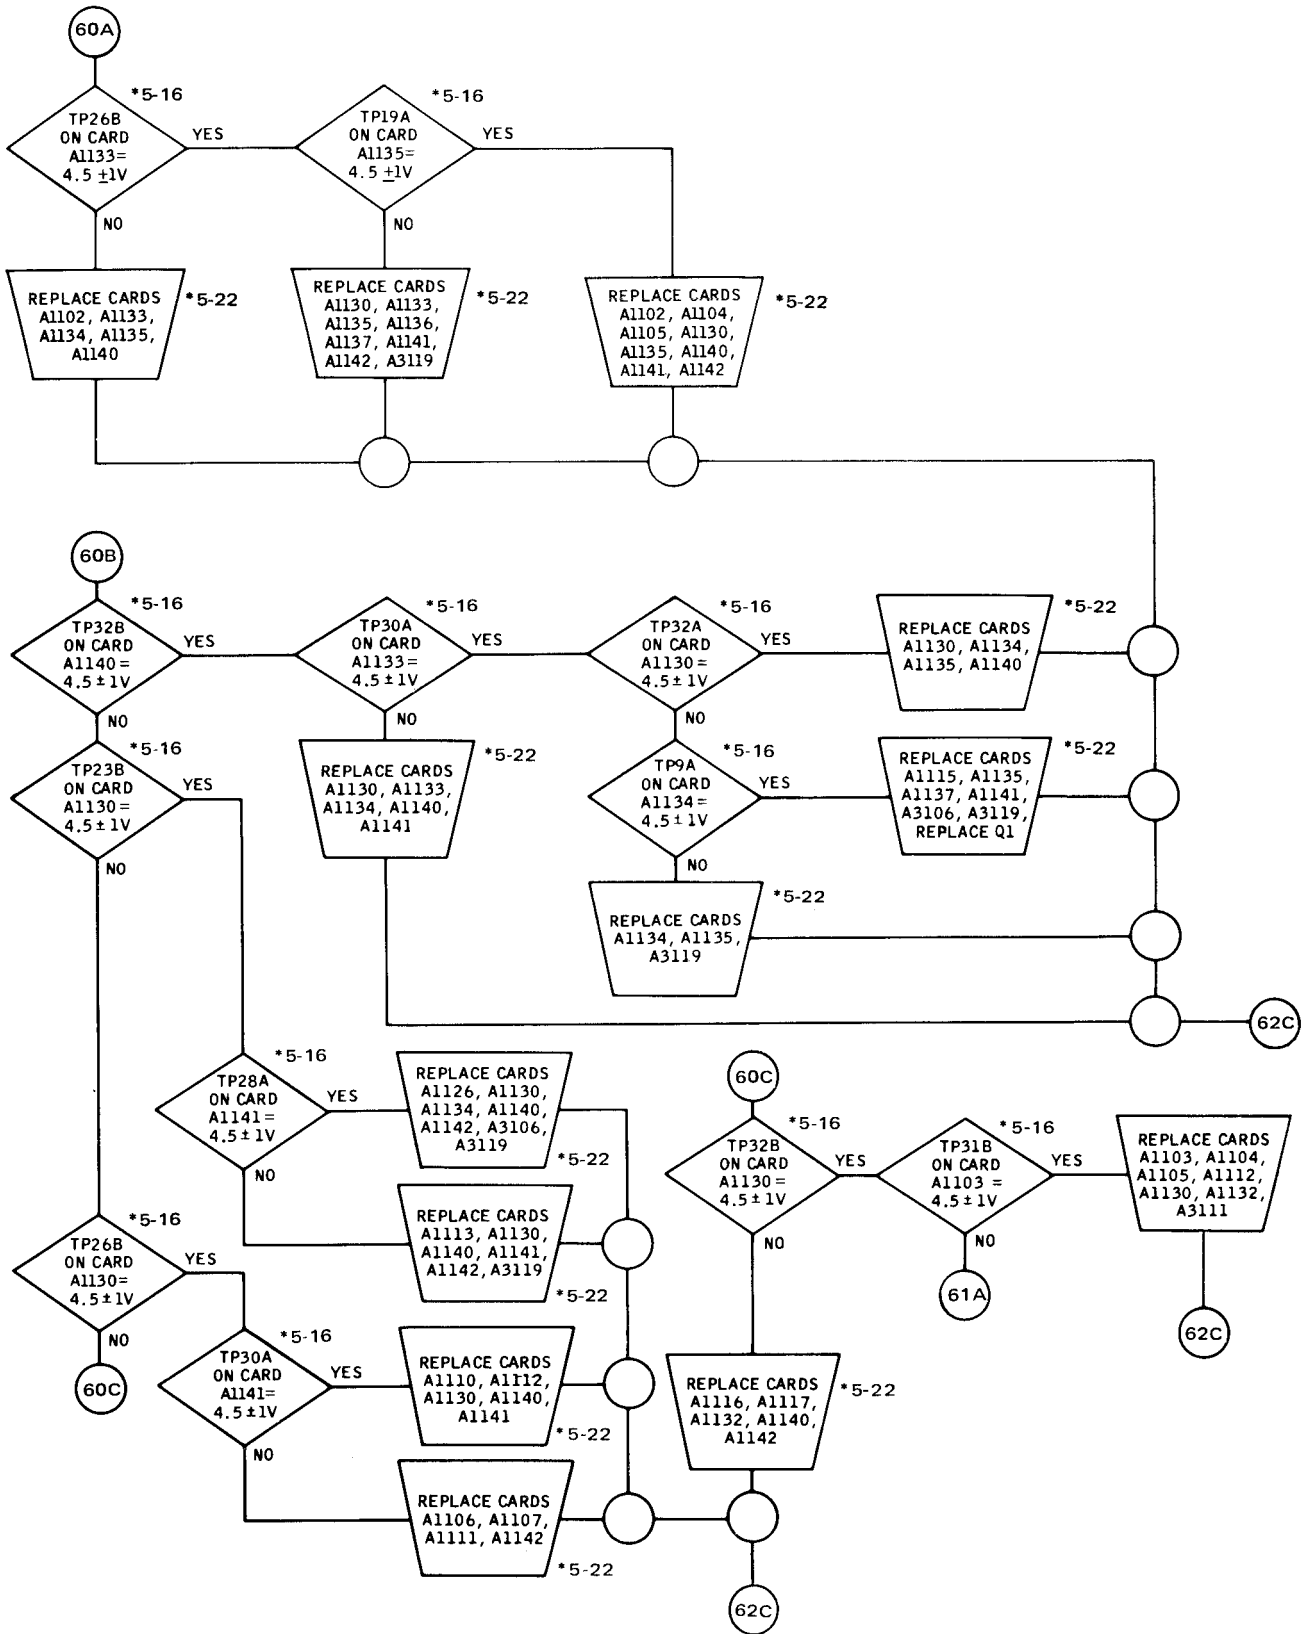 60A
*5-16
TP26B
ON CARD
A1133=
4.5 ±1V
YES
NO
*5-16
TP19A
ON CARD
A1135=
4.5 ±1V
YES
NO
REPLACE CARDS
A1102, A1133,
A1134, A1135,
A1140
*5-22
REPLACE CARDS
A1130, A1133,
A1135, A1136,
A1137, A1141,
A1142, A3119
*5-22
REPLACE CARDS
A1102, A1104,
A1105, A1130,
A1135, A1140,
A1141, A1142
*5-22
60B
*5-16
TP32B
ON CARD
A1140=
4.5±1V
YES
NO
*5-16
TP30A
ON CARD
A1133=
4.5±1V
YES
NO
*5-16
TP32A
ON CARD
A1130=
4.5±1V
YES
NO
REPLACE CARDS
A1130, A1134,
A1135, A1140
*5-22
*5-16
TP23B
ON CARD
A1130=
4.5±1V
YES
NO
REPLACE CARDS
A1130, A1133,
A1134, A1140,
A1141
*5-22
*5-16
TP9A
ON CARD
A1134=
4.5±1V
YES
NO
REPLACE CARDS
A1115, A1135,
A1137, A1141,
A3106, A3119,
REPLACE Q1
*5-22
REPLACE CARDS
A1134, A1135,
A3119
*5-22
62C
*5-16
TP28A
ON CARD
A1141=
4.5±1V
YES
NO
REPLACE CARDS
A1126, A1130,
A1134, A1140,
A1142, A3106,
A3119
*5-22
REPLACE CARDS
A1113, A1130,
A1140, A1141,
A1142, A3119
*5-22
*5-16
TP26B
ON CARD
A1130=
4.5±1V
YES
NO
60C
*5-16
TP30A
ON CARD
A1141=
4.5±1V
YES
NO
REPLACE CARDS
A1110, A1112,
A1130, A1140,
A1141
*5-22
REPLACE CARDS
A1106, A1107,
A1111, A1142
*5-22
60C
*5-16
TP32B
ON CARD
A1130=
4.5±1V
YES
NO
*5-16
TP31B
ON CARD
A1103 =
4.5±1V
YES
NO
61A
REPLACE CARDS
A1103, A1104,
A1105, A1112,
A1130, A1132,
A3111
62C
REPLACE CARDS
A1116, A1117,
A1132, A1140,
A1142
*5-22
62C